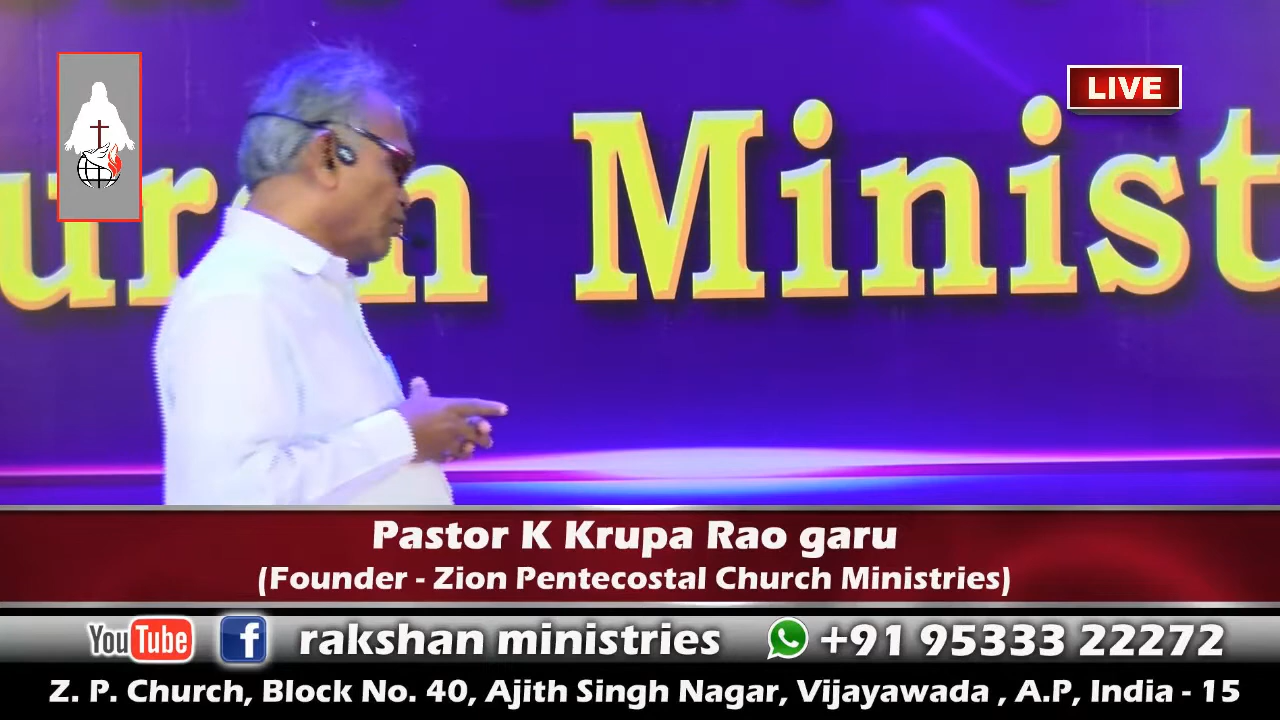 LIVE
urch Minist
Pastor K Krupa Rao garu
(Founder - Zion Pentecostal Church Ministries)
YouTube f rakshan ministries +91 95333 22272
Z. P. Church, Block No. 40, Ajith Singh Nagar, Vijayawada , A.P, India - 15